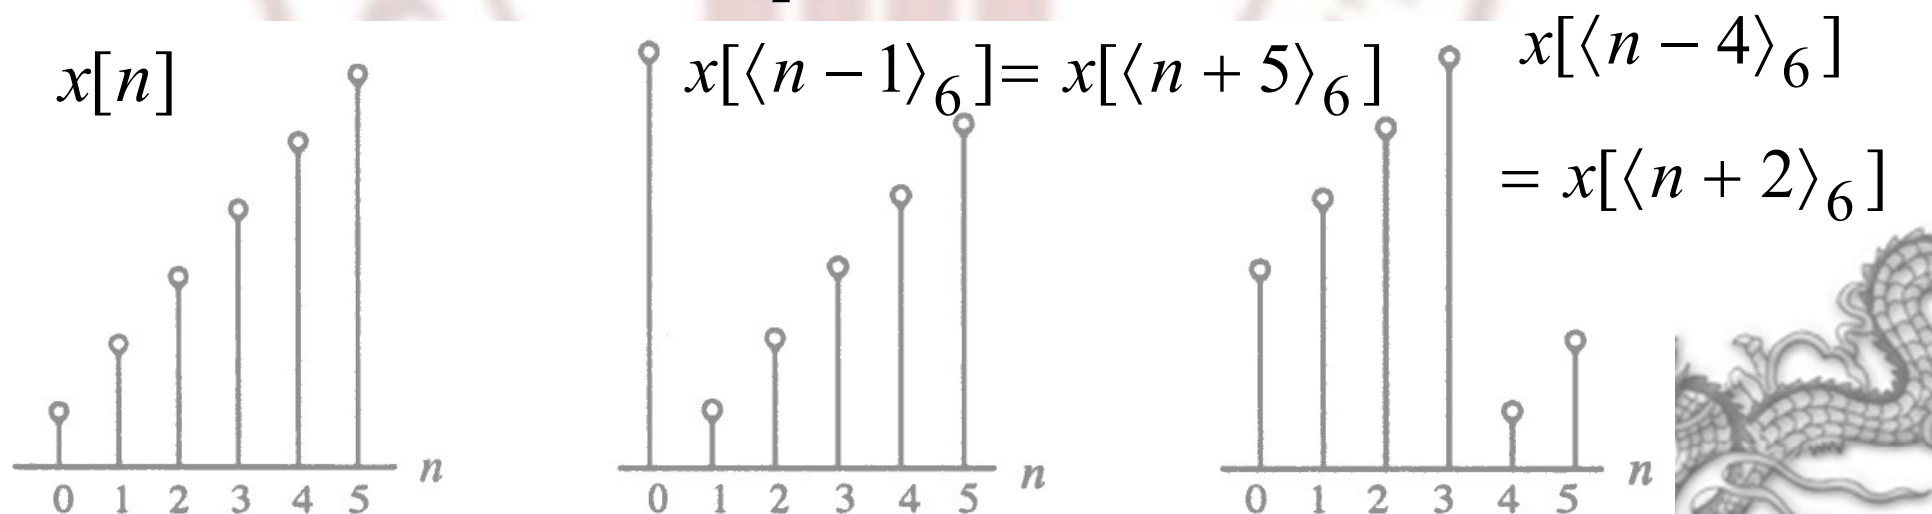 x[n]
x[⟨n − 1⟩₆] = x[⟨n + 5⟩₆]
x[⟨n − 4⟩₆]
= x[⟨n + 2⟩₆]
0 1 2 3 4 5 n
0 1 2 3 4 5 n
0 1 2 3 4 5 n